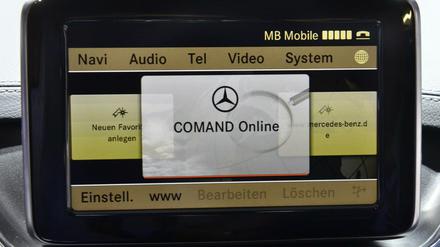 MB Mobile
Navi Audio Tel Video System
Neuen Favorit
anlegen
COMAND Online
mercedes-benz.d
e
Einstell. www Bearbeiten Löschen